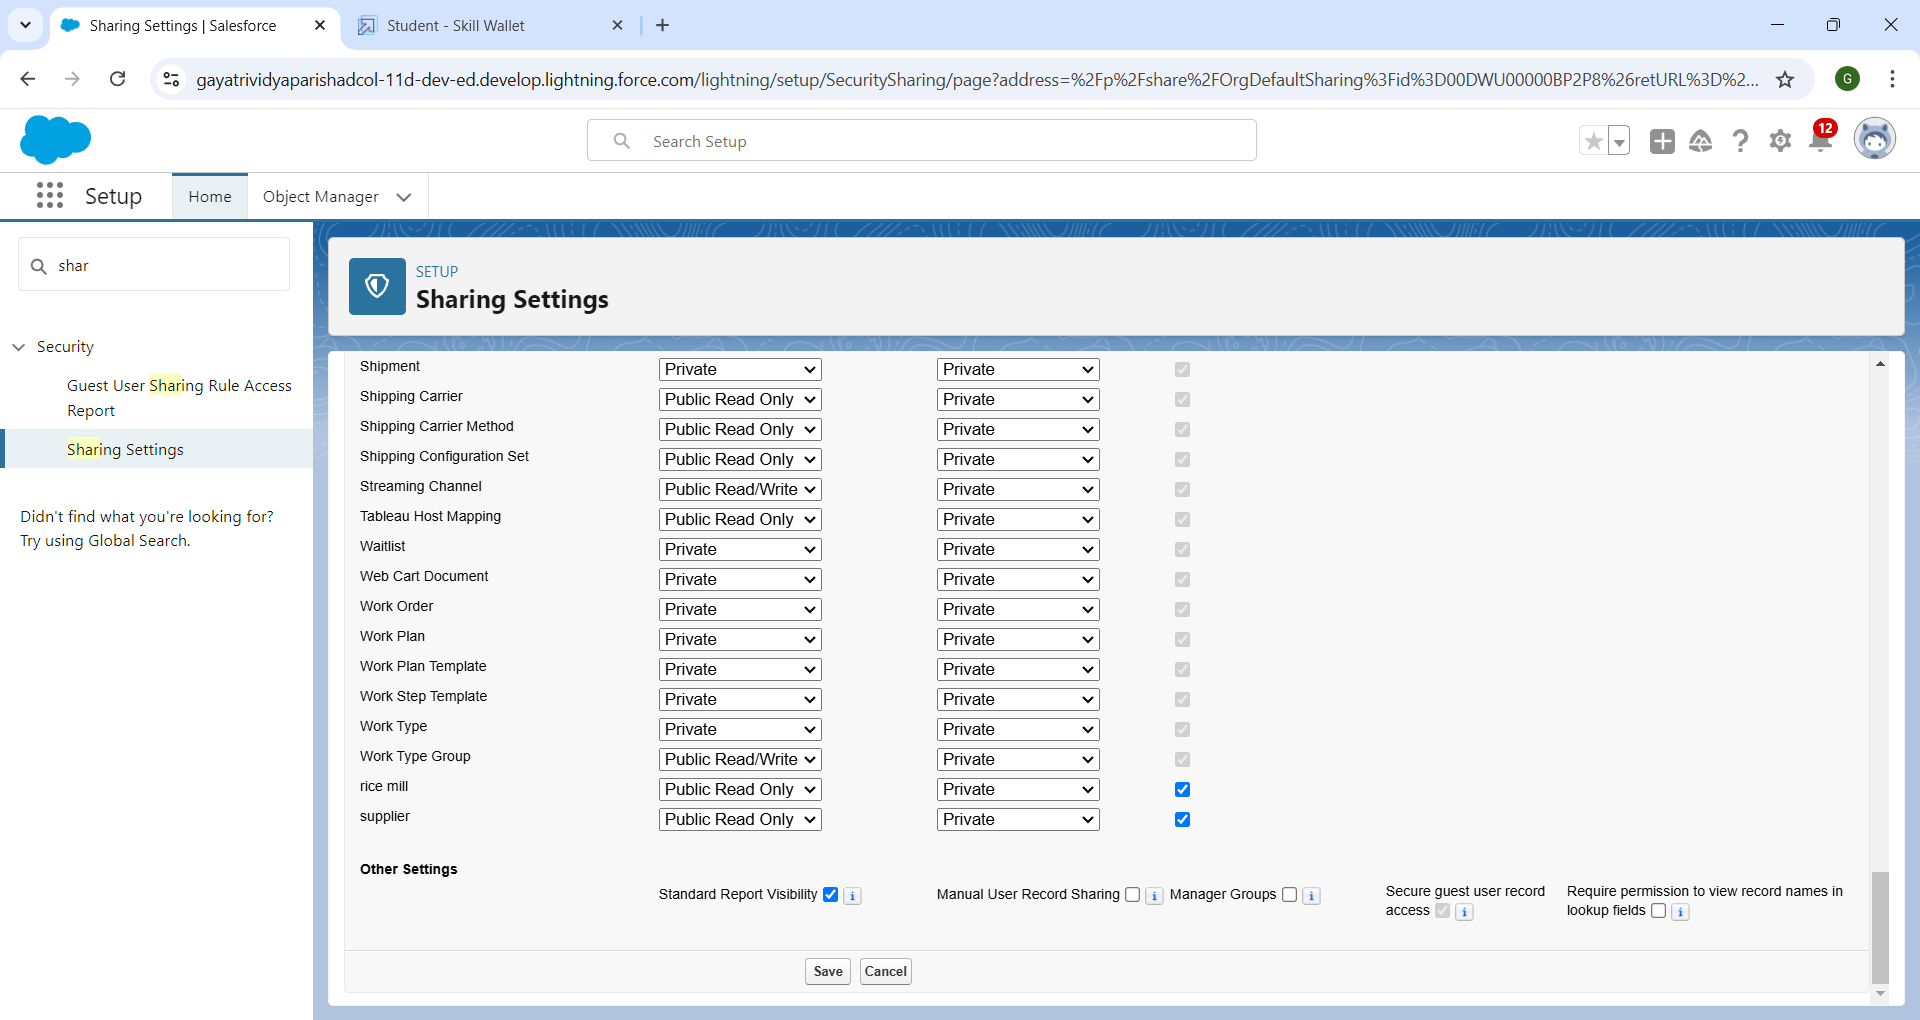 Sharing Settings | Salesforce
Student - Skill Wallet
gayatrividyaparishadcol-11d-dev-ed.develop.lightning.force.com/lightning/setup/SecuritySharing/page?address=%2Fp%2Fshare%2FOrgDefaultSharing%3Fid%3D00DWU00000BP2P8%26retURL%3D%2...
G
Search Setup
12
Setup
Home
Object Manager
shar
Security
Guest User Sharing Rule Access
Report
Sharing Settings
Didn't find what you're looking for?
Try using Global Search.
SETUP
Sharing Settings
Shipment Private Private
Shipping Carrier Public Read Only Private
Shipping Carrier Method Public Read Only Private
Shipping Configuration Set Public Read Only Private
Streaming Channel Public Read/Write Private
Tableau Host Mapping Public Read Only Private
Waitlist Private Private
Web Cart Document Private Private
Work Order Private Private
Work Plan Private Private
Work Plan Template Private Private
Work Step Template Private Private
Work Type Private Private
Work Type Group Public Read/Write Private
rice mill Public Read Only Private
supplier Public Read Only Private
Other Settings
Standard Report Visibility
Manual User Record Sharing
Manager Groups
Secure guest user record
access
Require permission to view record names in
lookup fields
Save
Cancel